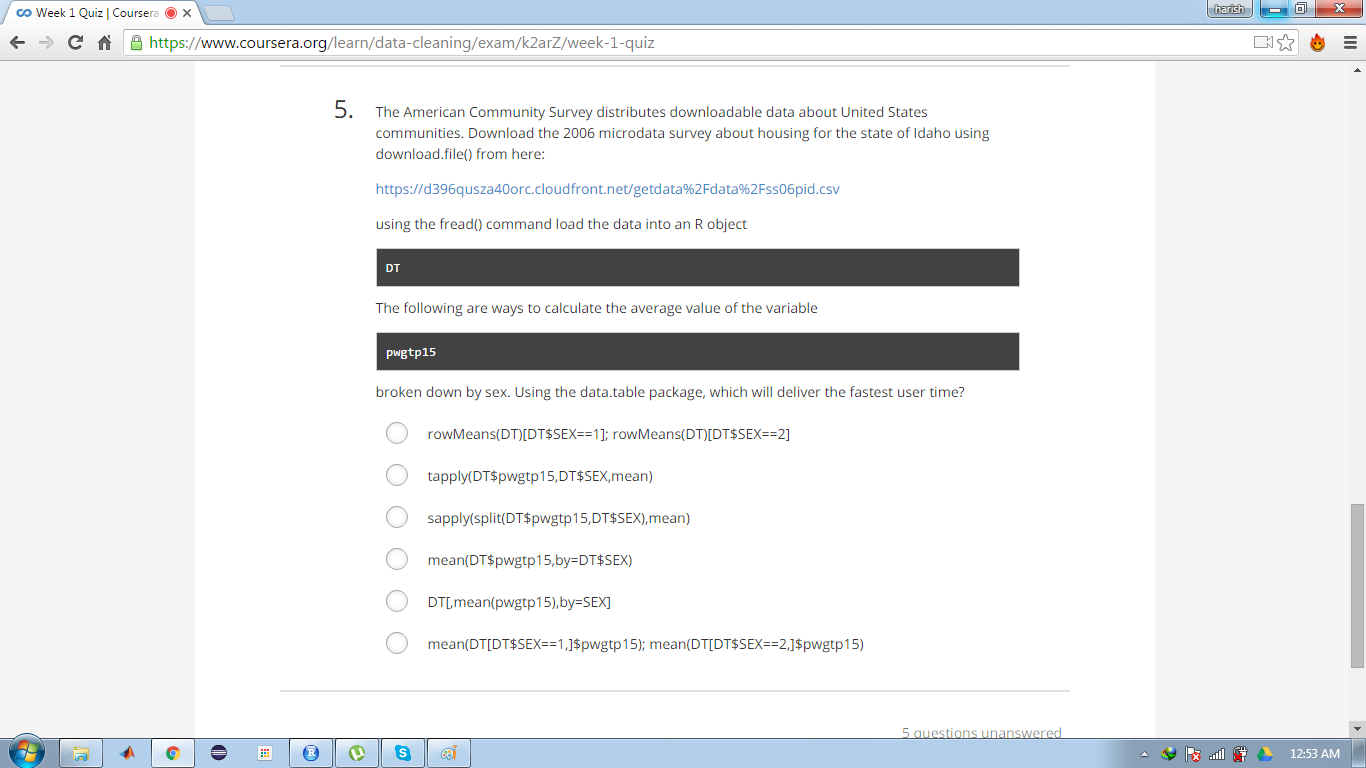 Week 1 Quiz | Coursera
harish
https://www.coursera.org/learn/data-cleaning/exam/k2arZ/week-1-quiz
5.
The American Community Survey distributes downloadable data about United States
communities. Download the 2006 microdata survey about housing for the state of Idaho using
download.file() from here:
https://d396qusza40orc.cloudfront.net/getdata%2Fdata%2Fss06pid.csv
using the fread() command load the data into an R object
DT
The following are ways to calculate the average value of the variable
pwgtp15
broken down by sex. Using the data.table package, which will deliver the fastest user time?
rowMeans(DT)[DT$SEX==1]; rowMeans(DT)[DT$SEX==2]
tapply(DT$pwgtp15,DT$SEX,mean)
sapply(split(DT$pwgtp15,DT$SEX),mean)
mean(DT$pwgtp15,by=DT$SEX)
DT[,mean(pwgtp15),by=SEX]
mean(DT[DT$SEX==1,]$pwgtp15); mean(DT[DT$SEX==2,]$pwgtp15)
5 questions unanswered
12:53 AM